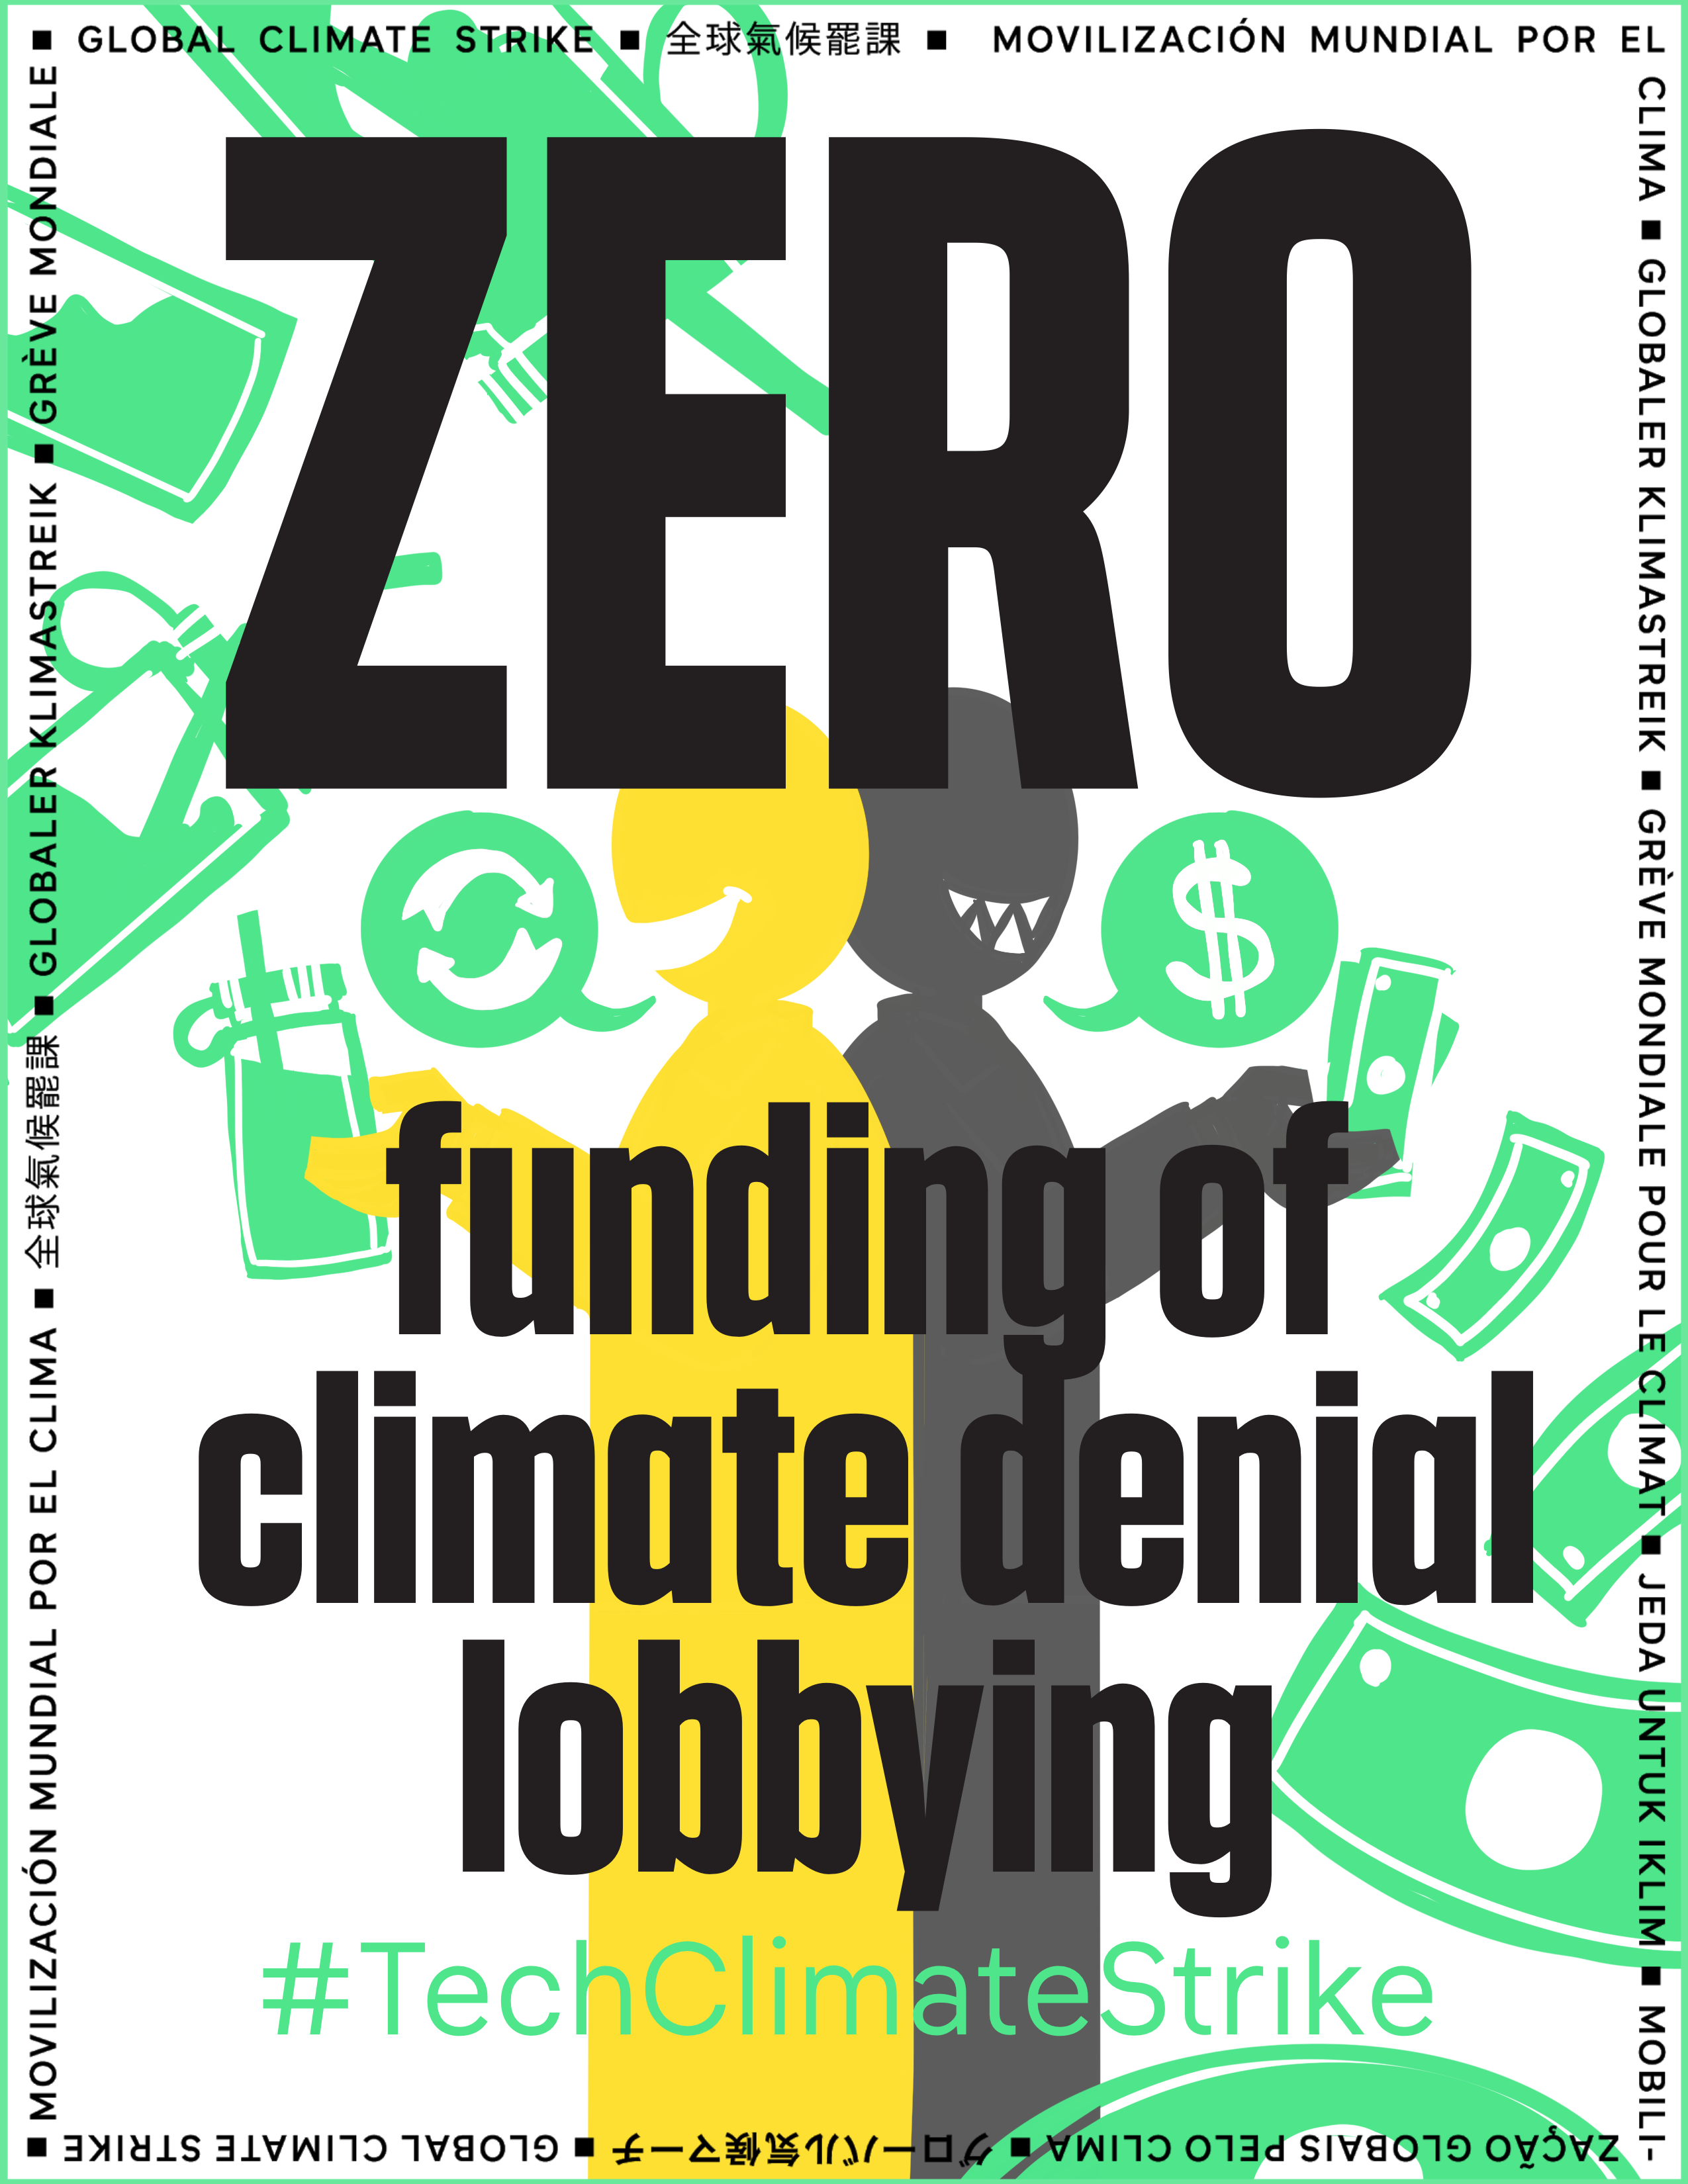 ■ GLOBAL CLIMATE STRIKE ■ 全球氣候罷課 ■ MOVILIZACIÓN MUNDIAL POR EL
CLIMA ■ GLOBALER KLIMASTREIK ■ GRÈVE MONDIALE POUR LE CLIMAT ■ JEDA UNTUK IKLIM ■ MOBILI-
ZAÇÃO GLOBAIS PELO CLIMA ■ グローバル気候マーチ ■ GLOBAL CLIMATE STRIKE ■
MOVILIZACIÓN MUNDIAL POR EL CLIMA ■ 全球氣候罷課 ■ GLOBALER KLIMASTREIK ■ GRÈVE MONDIALE
ZERO
$
funding of
climate denial
lobbying
#TechClimateStrike